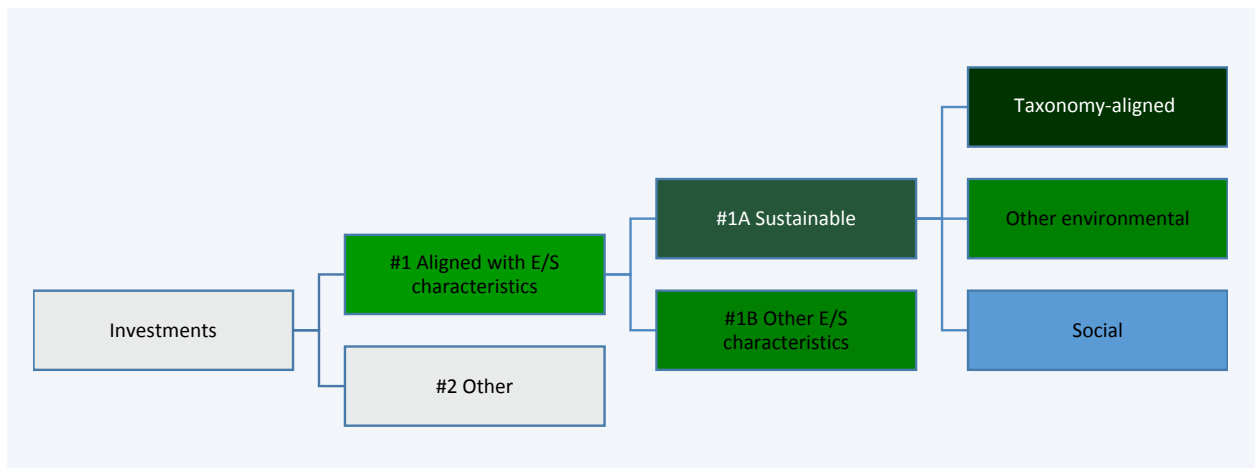 Investments
#1 Aligned with E/S
characteristics
#2 Other
#1A Sustainable
#1B Other E/S
characteristics
Taxonomy-aligned
Other environmental
Social